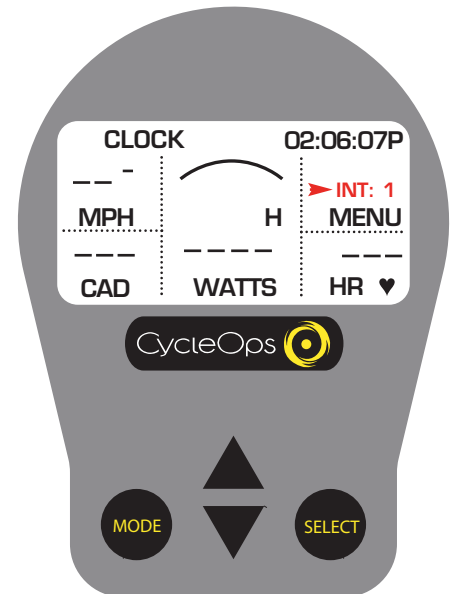 CLOCK 02:06:07P
-- -
INT: 1
MPH H MENU
--- ---- ---
CAD WATTS HR ♥
CycleOps
MODE SELECT